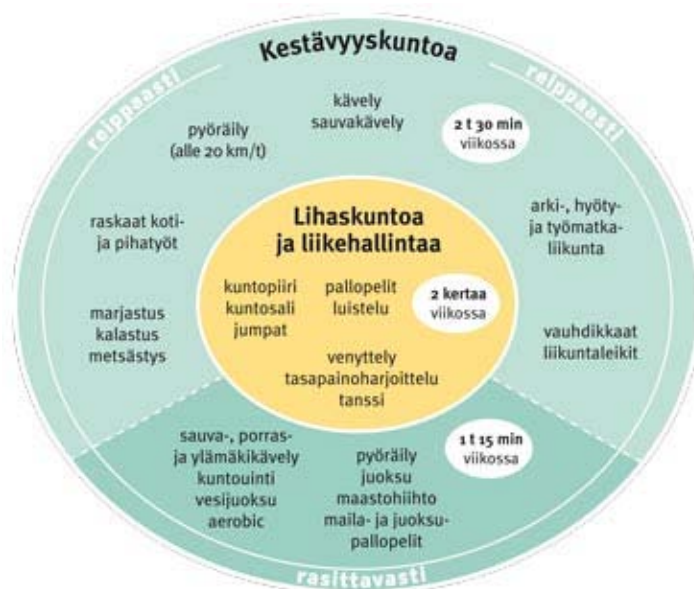 Kestävyyskuntoa
reippaasti
reippaasti
kävely
sauvakävely
2 t 30 min
viikossa
pyöräily
(alle 20 km/t)
raskaat koti-
ja pihatyöt
arki-, hyöty-
ja työmatka-
liikunta
marjastus
kalastus
metsästys
vauhdikkaat
liikuntaleikit
Lihaskuntoa
ja liikehallintaa
kuntopiiri
kuntosali
jumpat
pallopelit
luistelu
2 kertaa
viikossa
venyttely
tasapainoharjoittelu
tanssi
sauva-, porras-
ja ylämäkikävely
kuntouinti
vesijuoksu
aerobic
pyöräily
juoksu
maastohiihto
maila- ja juoksu-
pallopelit
1 t 15 min
viikossa
rasittavasti